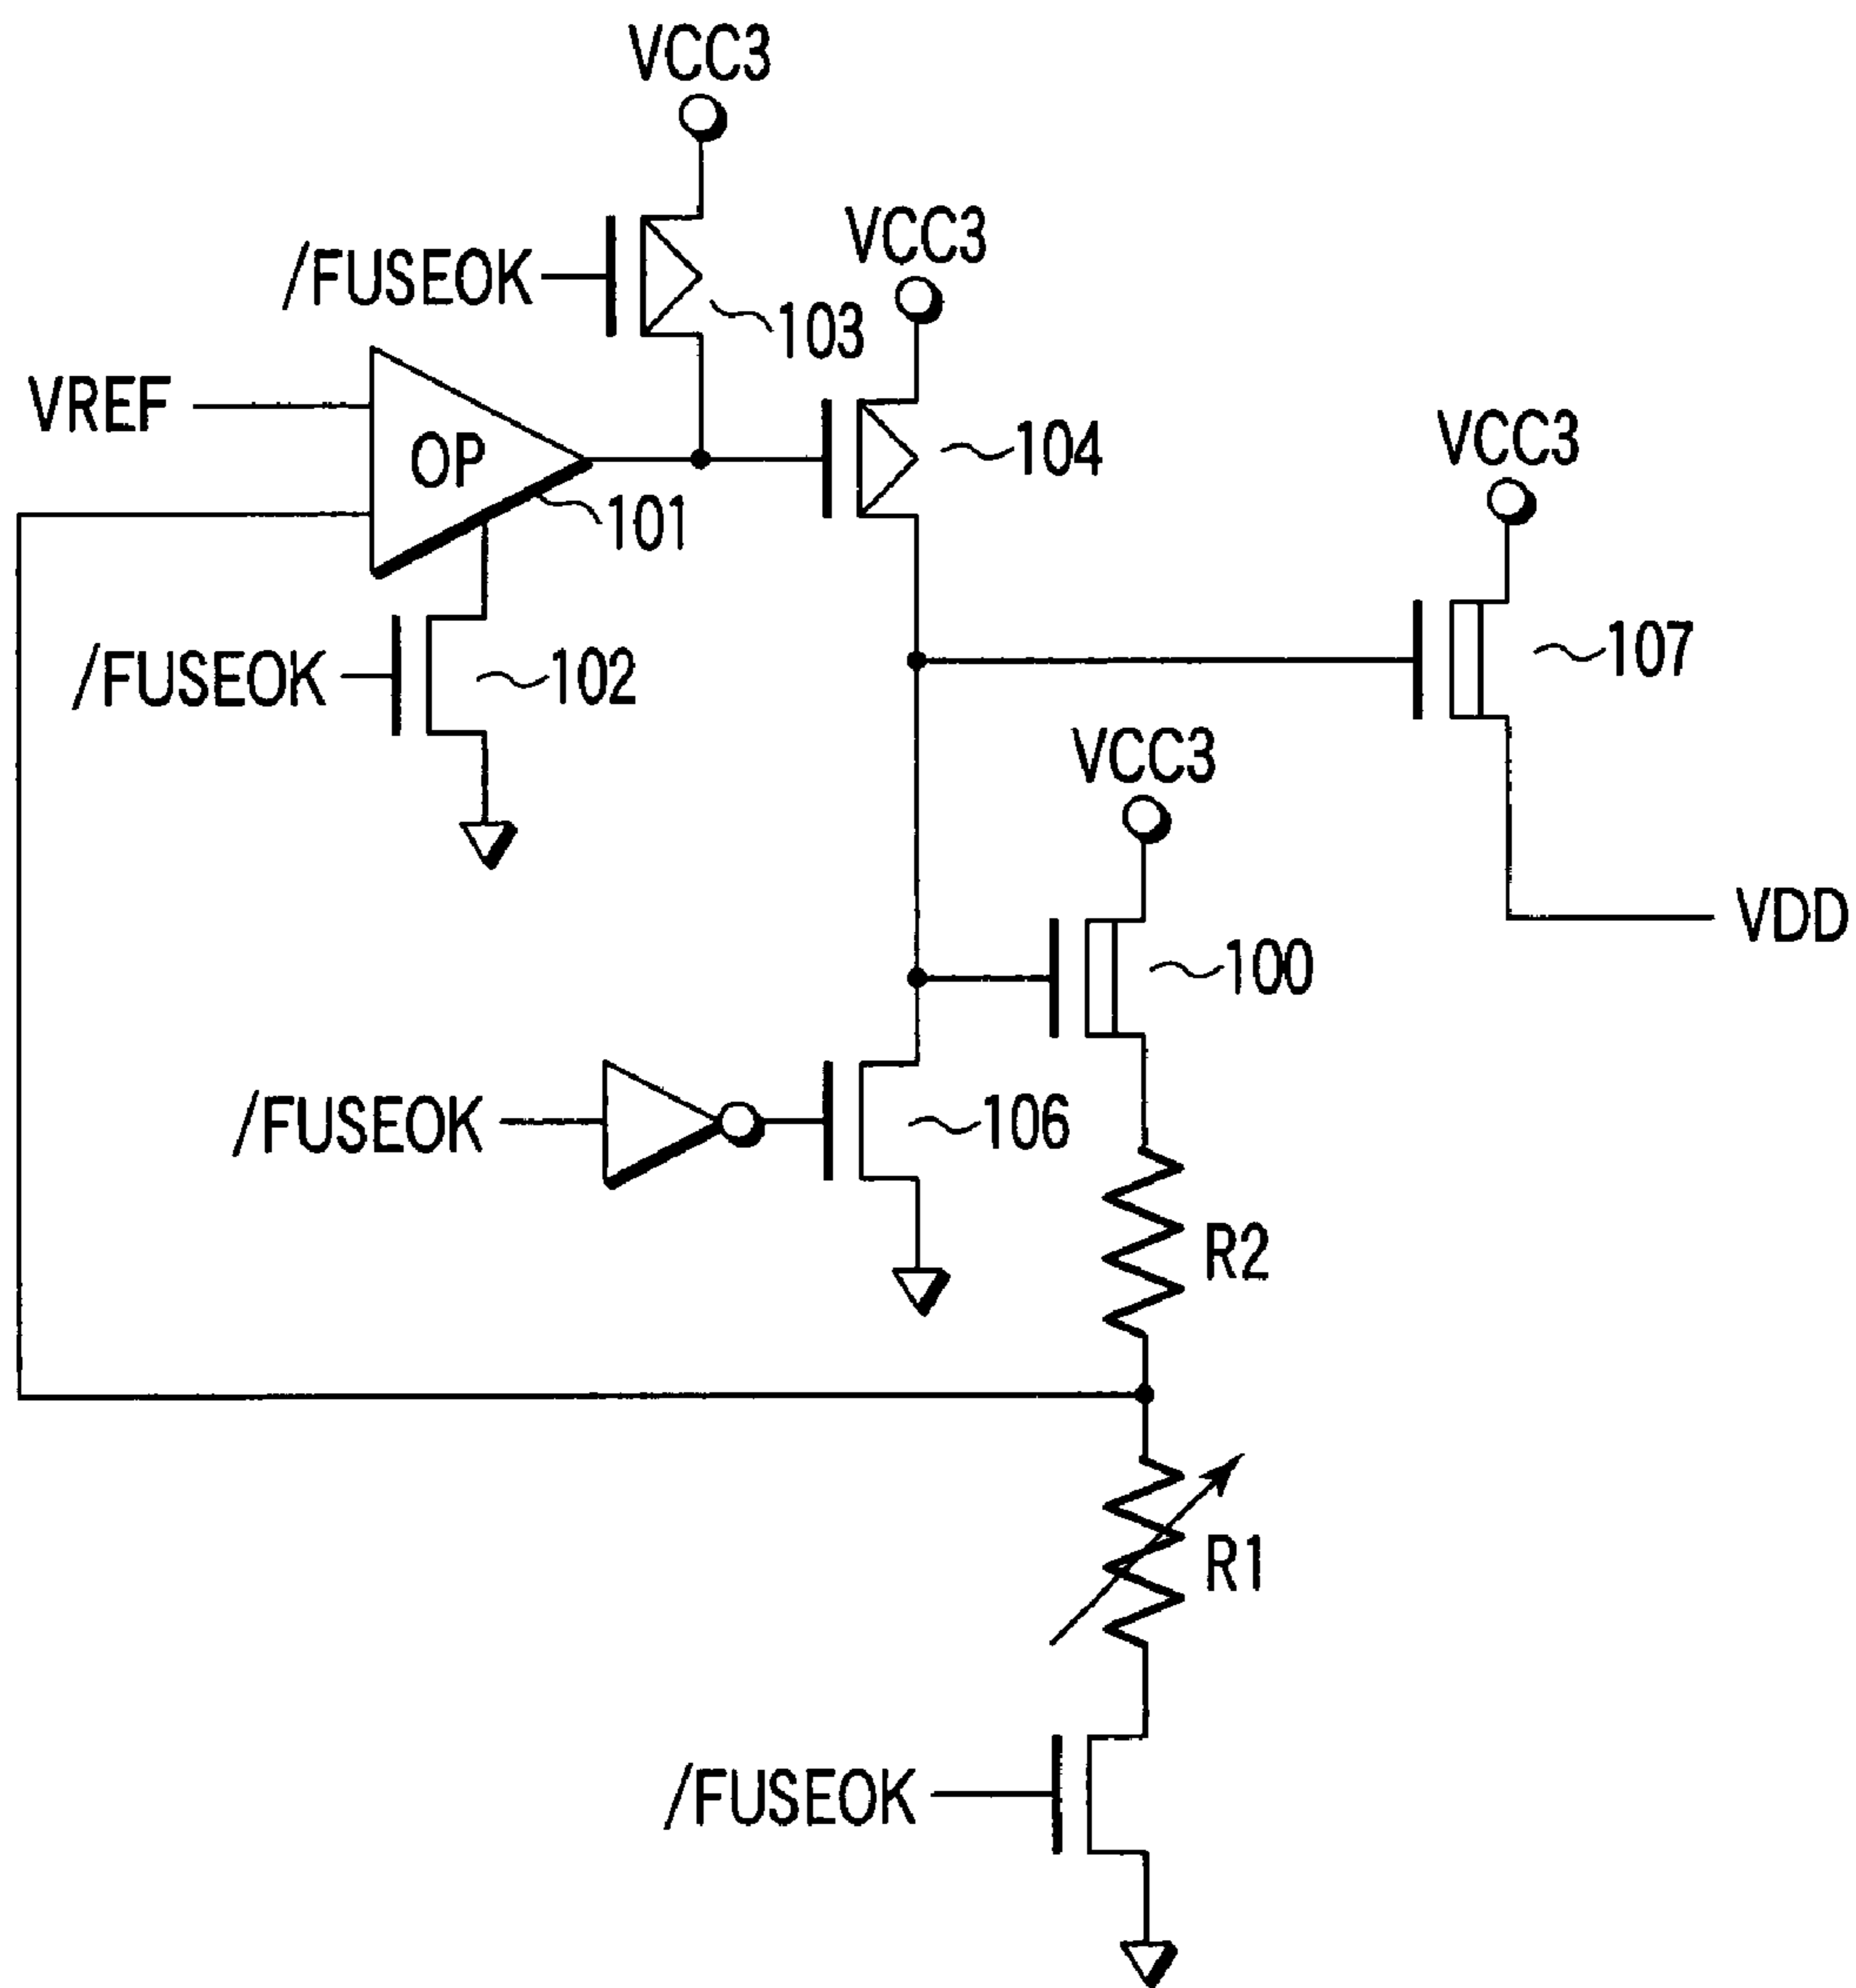 VCC3
VCC3
/FUSEOK
103
VREF
OP
104
VCC3
101
/FUSEOK
102
107
VCC3
VDD
100
/FUSEOK
106
R2
R1
/FUSEOK